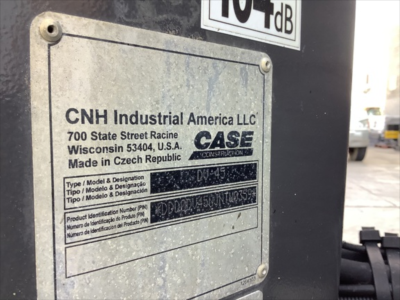 104dB
CNH Industrial America LLC
700 State Street Racine
Wisconsin 53404, U.S.A.
Made in Czech Republic
CASE
CONSTRUCTION
Type / Model & Designation
Tipo / Modelo & Designação
Tipo / Modelo & Designación
DV 45
Product Identification Number (PIN)
Número de Identificação do Produto (PIN)
Número de Identificación del Producto (PIN)